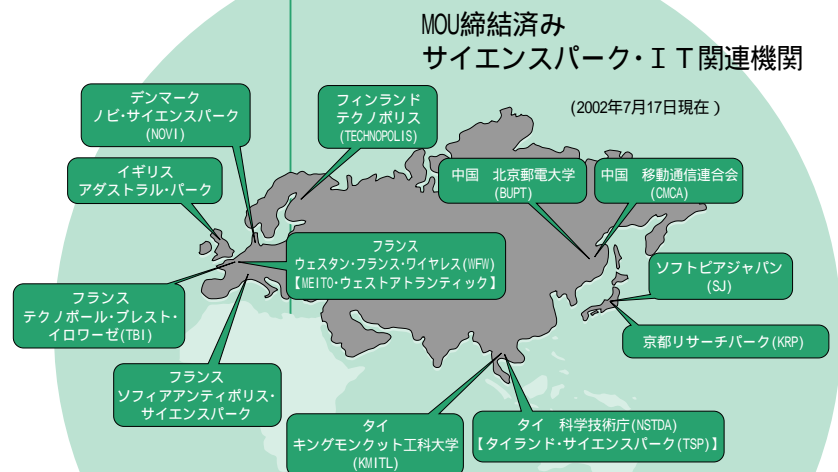 MOU締結済み
サイエンスパーク・ＩＴ関連機関
(2002年7月17日現在 )
デンマーク
ノビ・サイエンスパーク
(NOVI)
フィンランド
テクノポリス
(TECHNOPOLIS)
イギリス
アダストラル・パーク
中国　北京郵電大学
(BUPT)
中国　移動通信連合会
(CMCA)
フランス
ウェスタン・フランス・ワイヤレス(WFW)
【MEITO・ウェストアトランティック】
ソフトピアジャパン
(SJ)
フランス
テクノポール・ブレスト・
イロワーゼ(TBI)
京都リサーチパーク(KRP)
フランス
ソフィアアンティポリス・
サイエンスパーク
タイ
キングモンクット工科大学
(KMITL)
タイ　科学技術庁(NSTDA)
【タイランド・サイエンスパーク(TSP)】